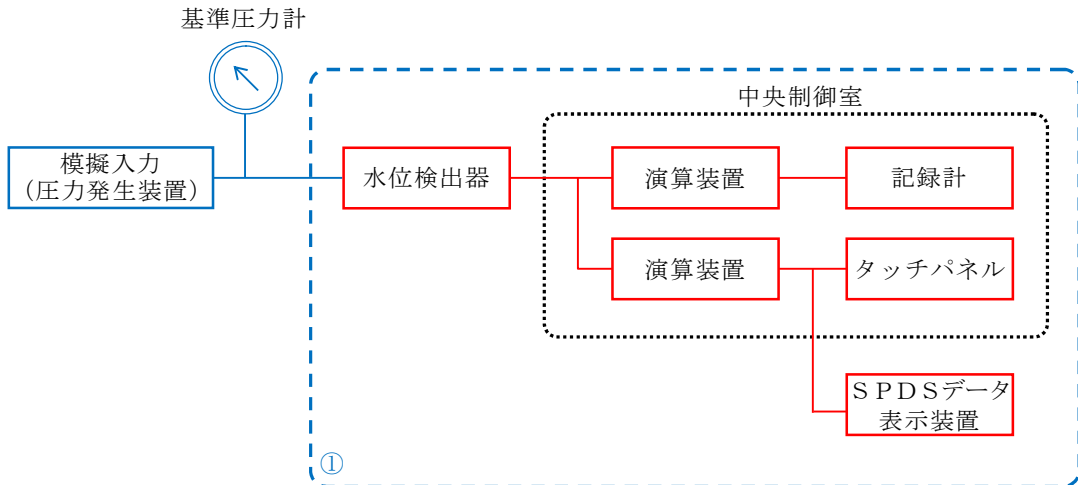 基準圧力計
中央制御室
模擬入力
(圧力発生装置)
水位検出器
演算装置
記録計
演算装置
タッチパネル
SPDSデータ
表示装置
①